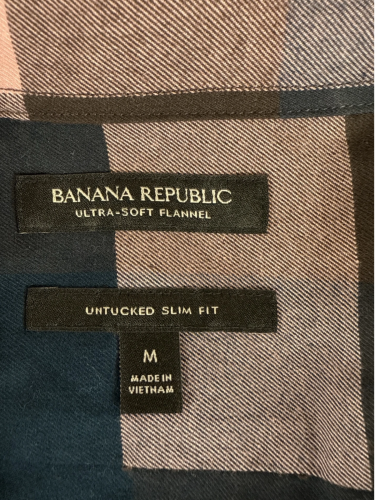 BANANA REPUBLIC
ULTRA-SOFT FLANNEL
UNTUCKED SLIM FIT
M
MADE IN
VIETNAM